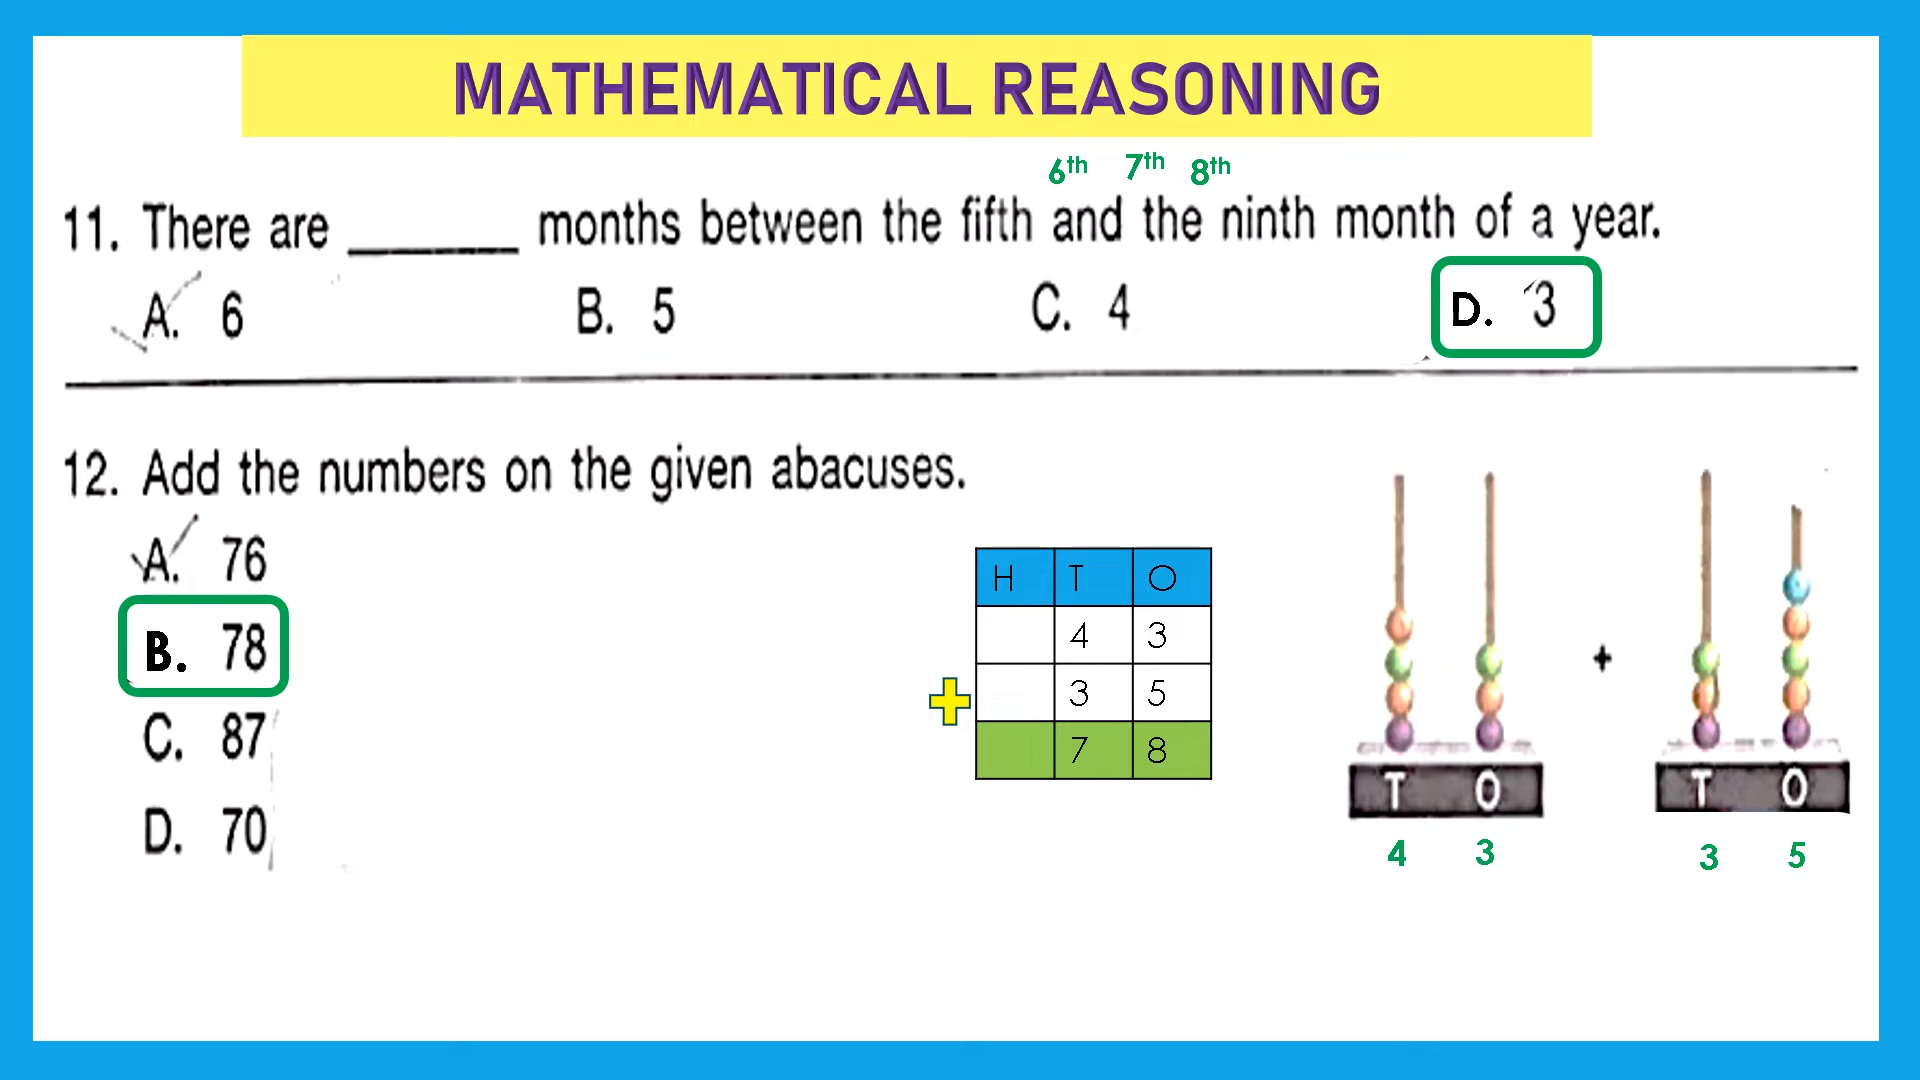 MATHEMATICAL REASONING
6th 7th 8th
11. There are ______ months between the fifth and the ninth month of a year.
A. 6 B. 5 C. 4 D. 3
12. Add the numbers on the given abacuses.
A. 76
B. 78
C. 87
D. 70
H T O
4 3
+ 3 5
7 8
+
T O T O
4 3 3 5